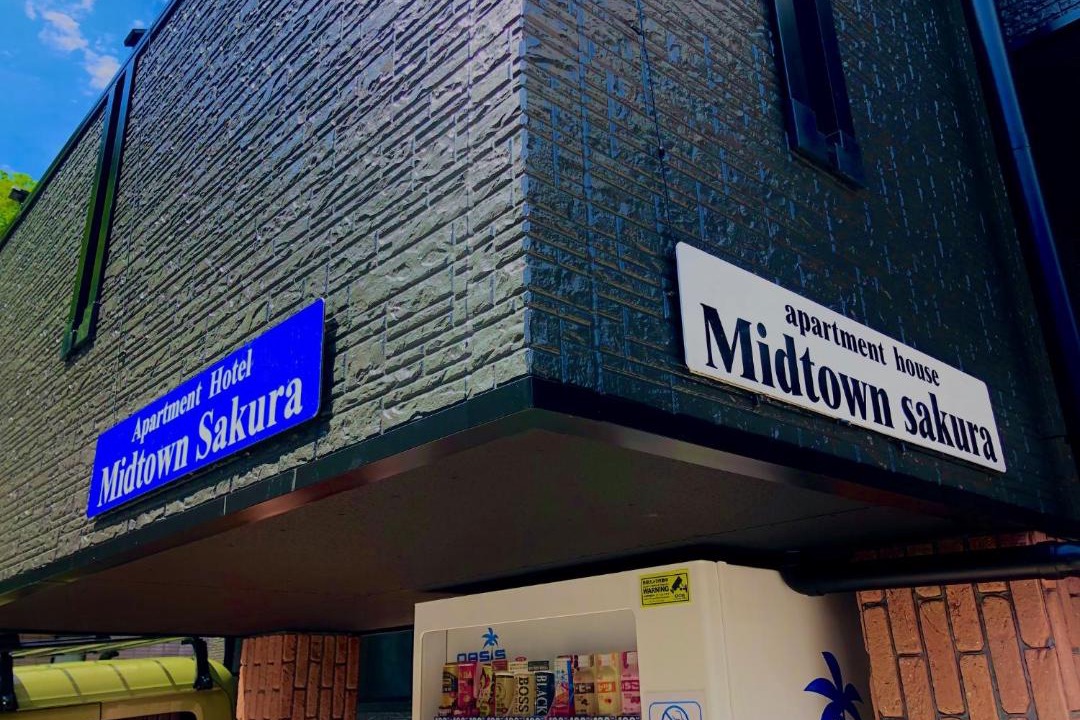 Apartment Hotel
Midtown Sakura
apartment house
Midtown sakura
WARNING
OASIS
BOSS
BLACK